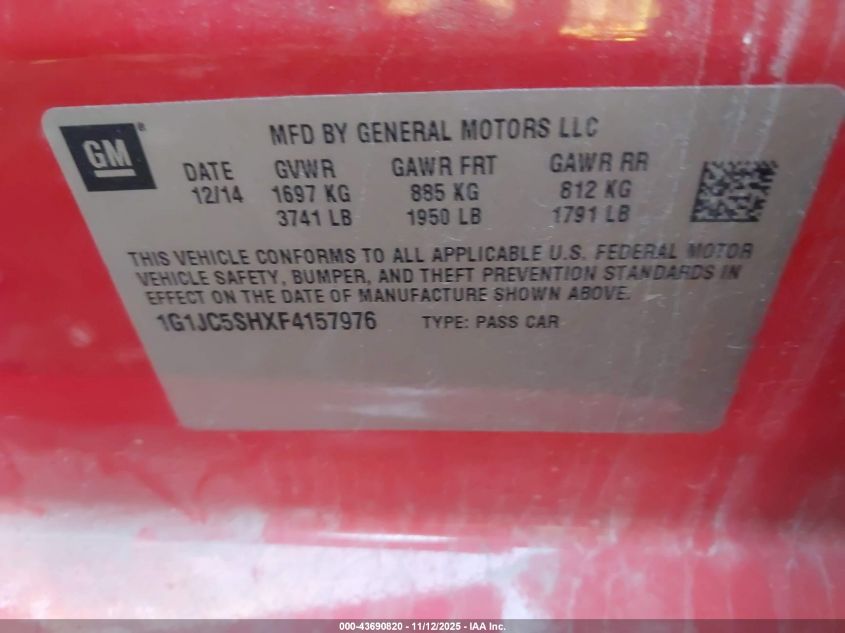 GM®
MFD BY GENERAL MOTORS LLC
DATE GVWR GAWR FRT GAWR RR
12/14 1697 KG 885 KG 812 KG
3741 LB 1950 LB 1791 LB
THIS VEHICLE CONFORMS TO ALL APPLICABLE U.S. FEDERAL MOTOR
VEHICLE SAFETY, BUMPER, AND THEFT PREVENTION STANDARDS IN
EFFECT ON THE DATE OF MANUFACTURE SHOWN ABOVE.
1G1JC5SHXF4157976 TYPE: PASS CAR
000-43690820 - 11/12/2025 - IAA Inc.